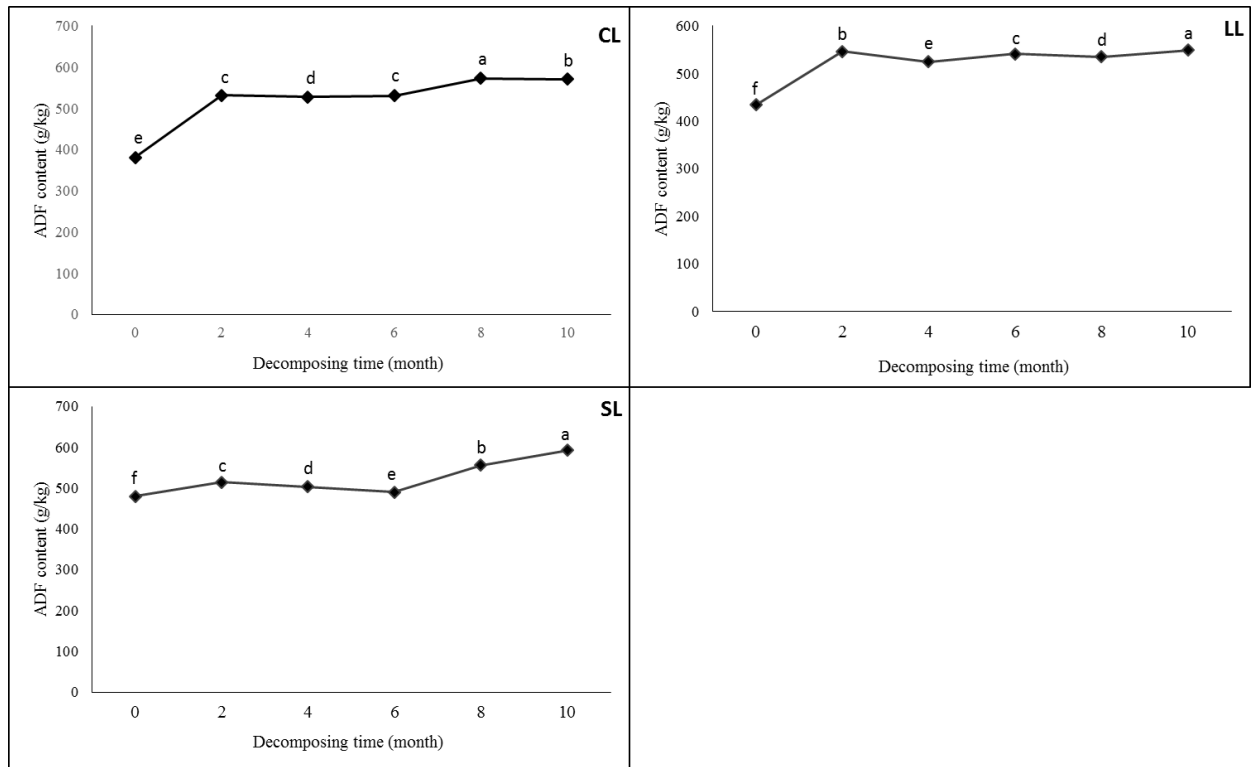 CL
ADF content (g/kg)
700
600
500
400
300
200
100
0
e
c
d
c
a
b
0 2 4 6 8 10
Decomposing time (month)
LL
ADF content (g/kg)
600
500
400
300
200
100
0
f
b
e
c
d
a
0 2 4 6 8 10
Decomposing time (month)
SL
ADF content (g/kg)
700
600
500
400
300
200
100
0
f
c
d
e
b
a
0 2 4 6 8 10
Decomposing time (month)